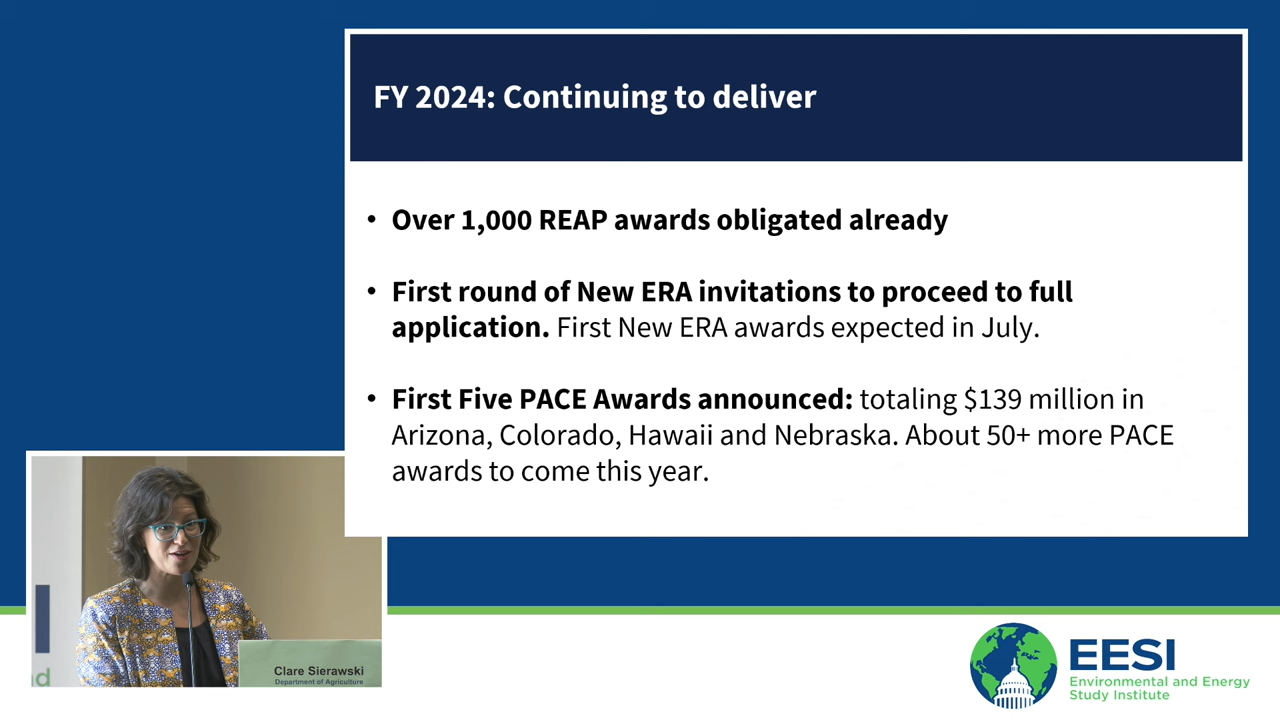 FY 2024: Continuing to deliver
• Over 1,000 REAP awards obligated already
• First round of New ERA invitations to proceed to full
application. First New ERA awards expected in July.
• First Five PACE Awards announced: totaling $139 million in
Arizona, Colorado, Hawaii and Nebraska. About 50+ more PACE
awards to come this year.
nd
Clare Sierawski
Department of Agriculture
EESI
Environmental and Energy
Study Institute